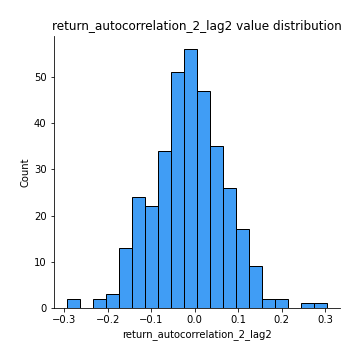 return_autocorrelation_2_lag2 value distribution
50
40
30
20
10
0
Count
−0.3 −0.2 −0.1 0.0 0.1 0.2 0.3
return_autocorrelation_2_lag2